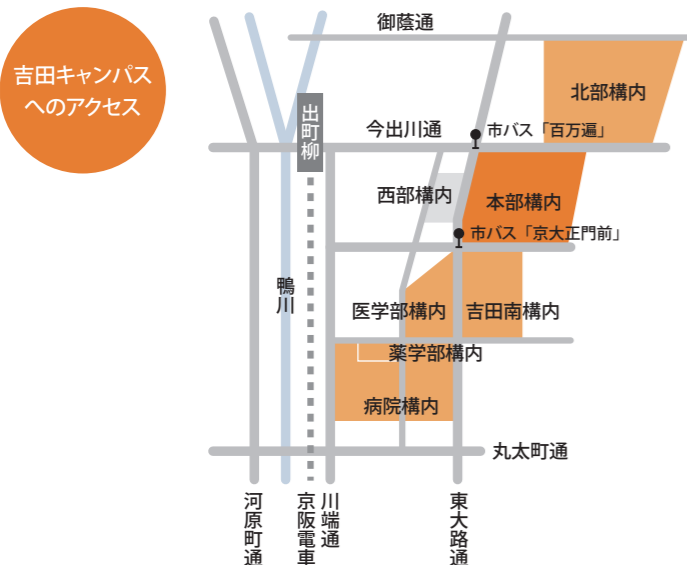 吉田キャンパス
へのアクセス
御蔭通
北部構内
出町柳
今出川通
市バス「百万遍」
西部構内
本部構内
市バス「京大正門前」
鴨川
医学部構内
吉田南構内
薬学部構内
病院構内
丸太町通
河原町通
京阪電車
川端通
東大路通